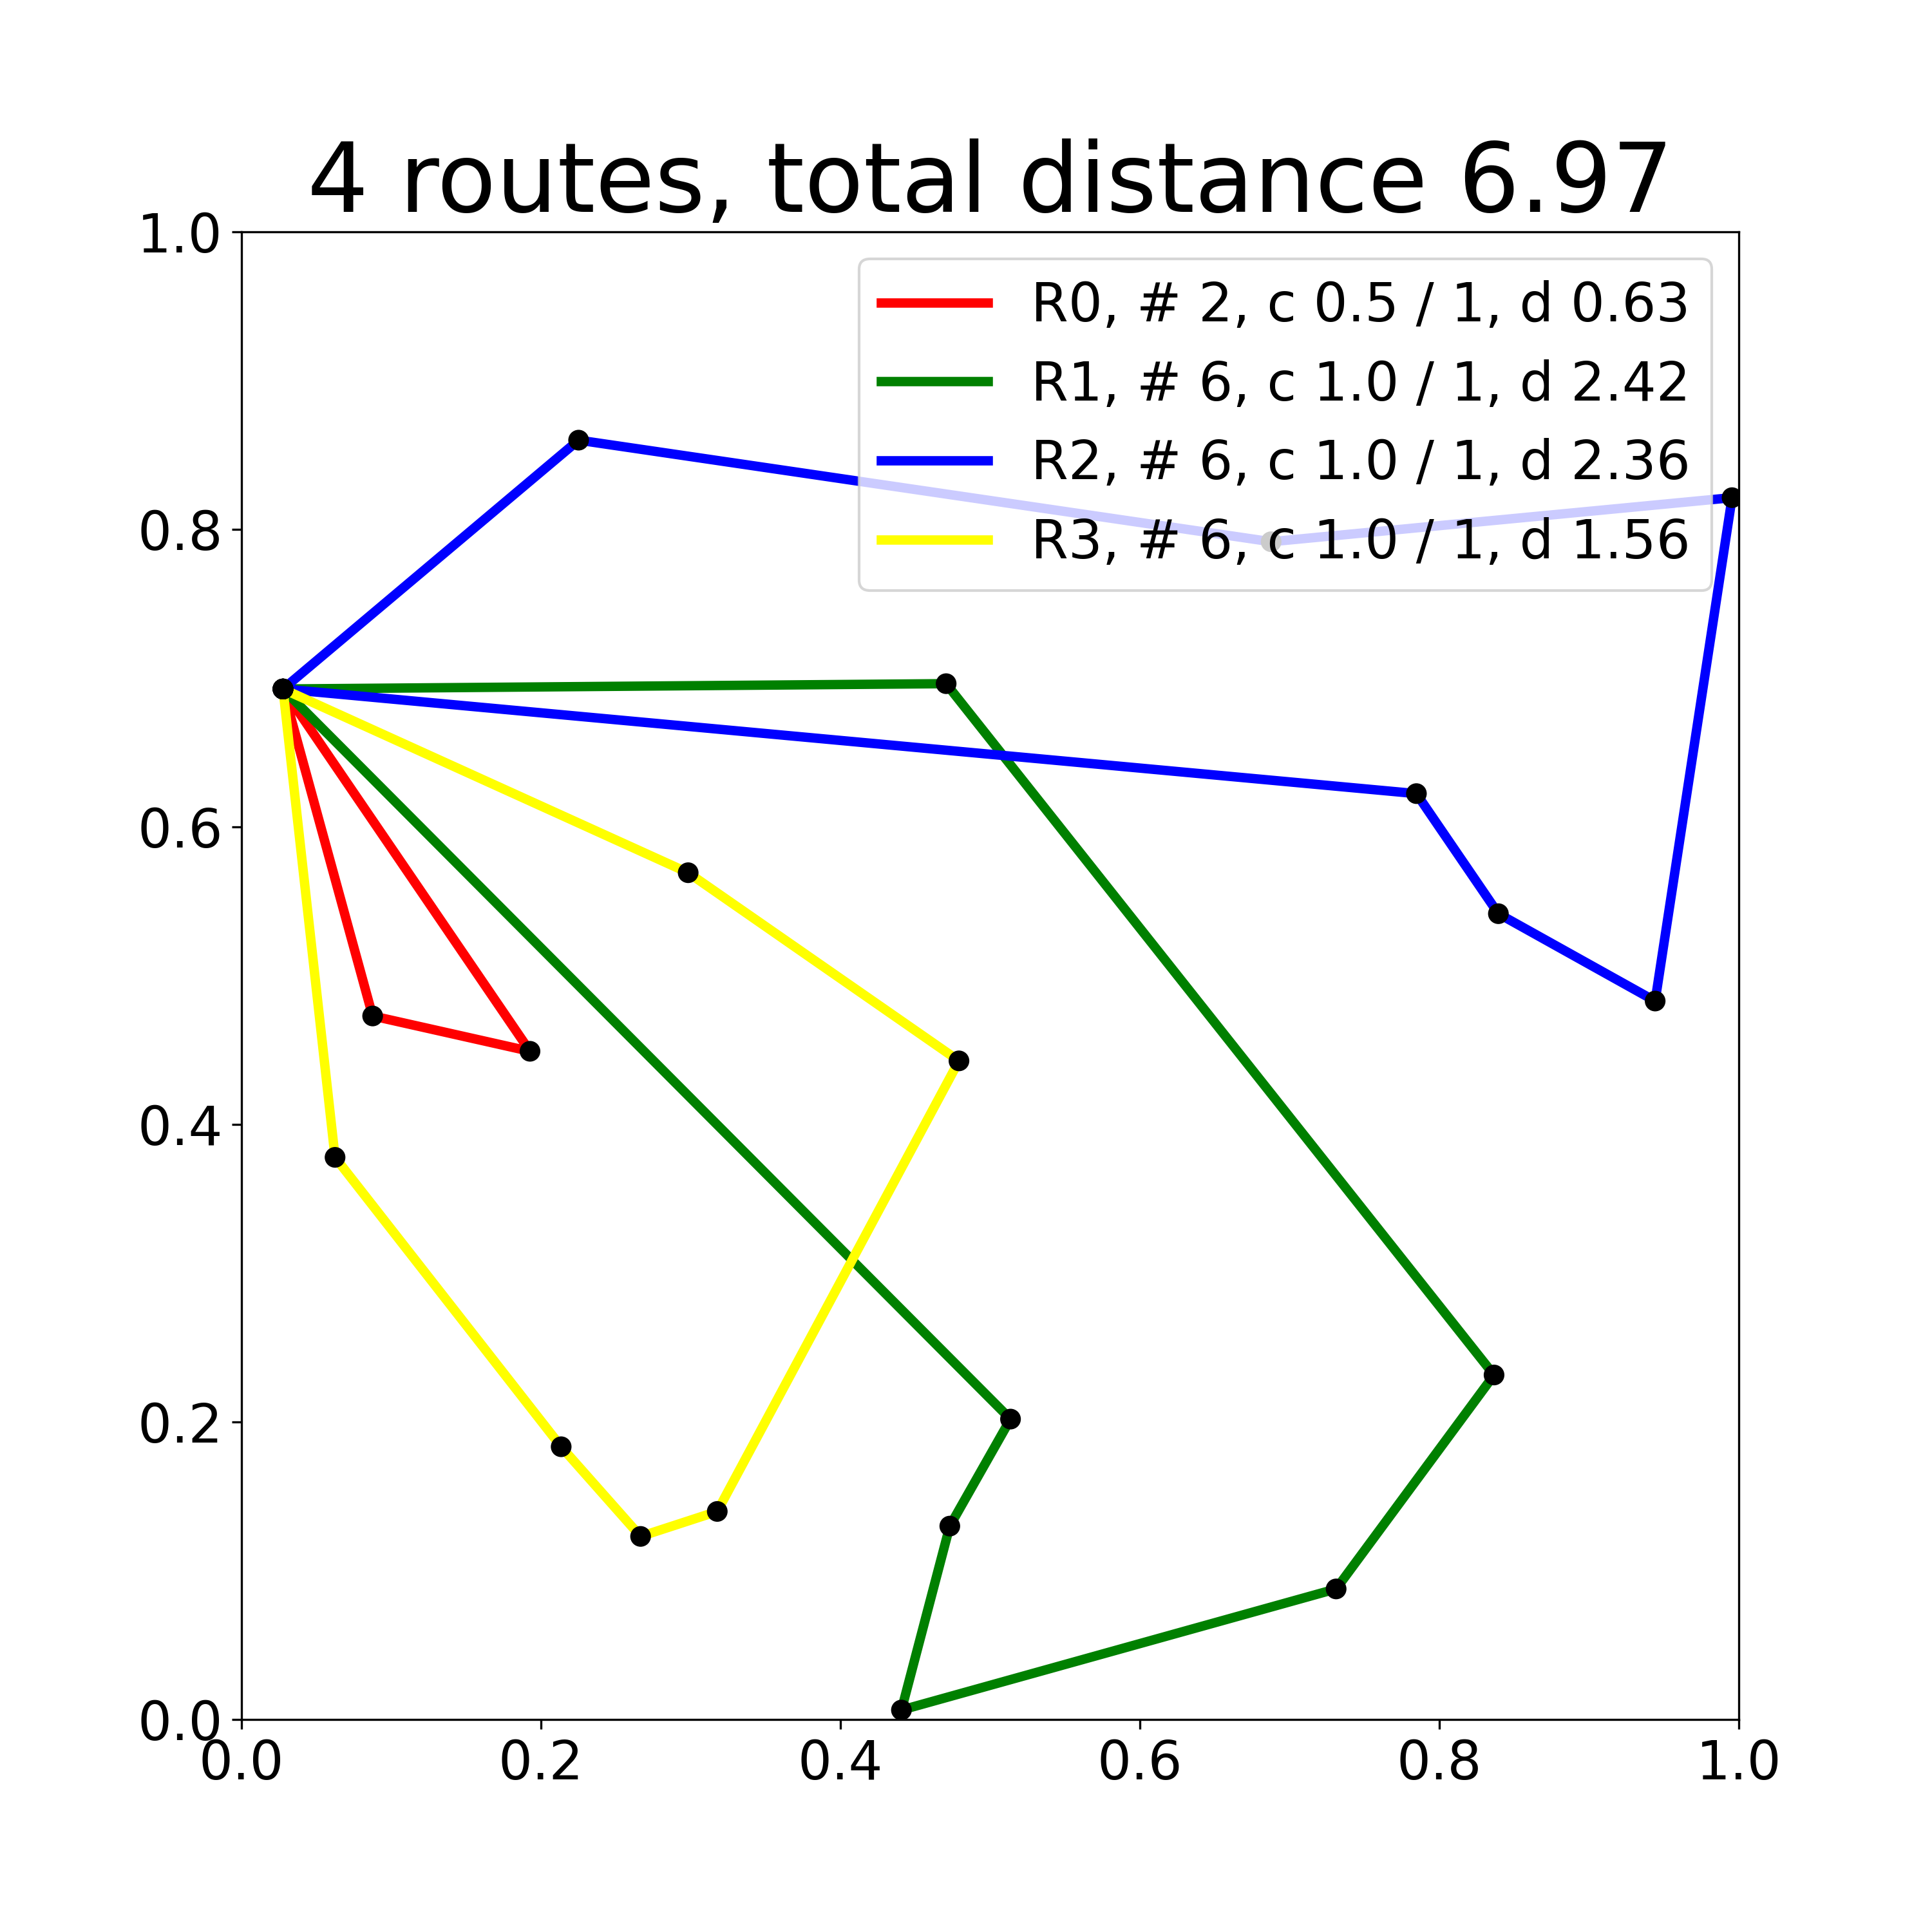 4 routes, total distance 6.97
1.0
R0, # 2, c 0.5 / 1, d 0.63
R1, # 6, c 1.0 / 1, d 2.42
R2, # 6, c 1.0 / 1, d 2.36
R3, # 6, c 1.0 / 1, d 1.56
0.8
0.6
0.4
0.2
0.0
0.0 0.2 0.4 0.6 0.8 1.0